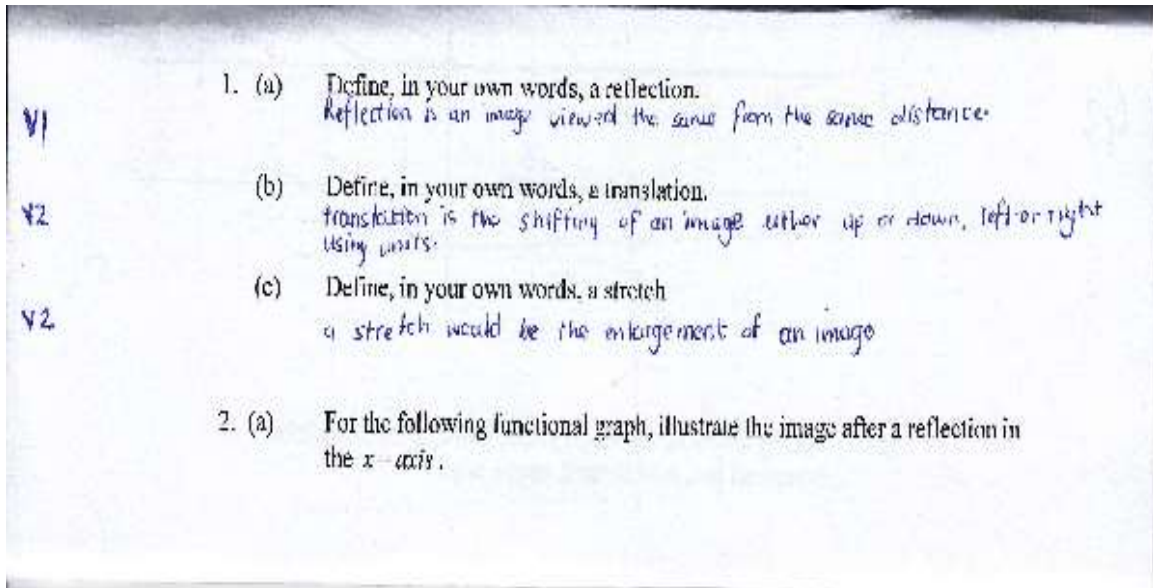 1. (a) Define, in your own words, a reflection.
V1 Reflection is an image viewed the same from the same distance.
(b) Define, in your own words, a translation.
V2 translation is the shifting of an image either up or down, left or right
using units.
(c) Define, in your own words, a stretch
V2 a stretch would be the enlargement of an image
2. (a) For the following functional graph, illustrate the image after a reflection in
the x-axis.